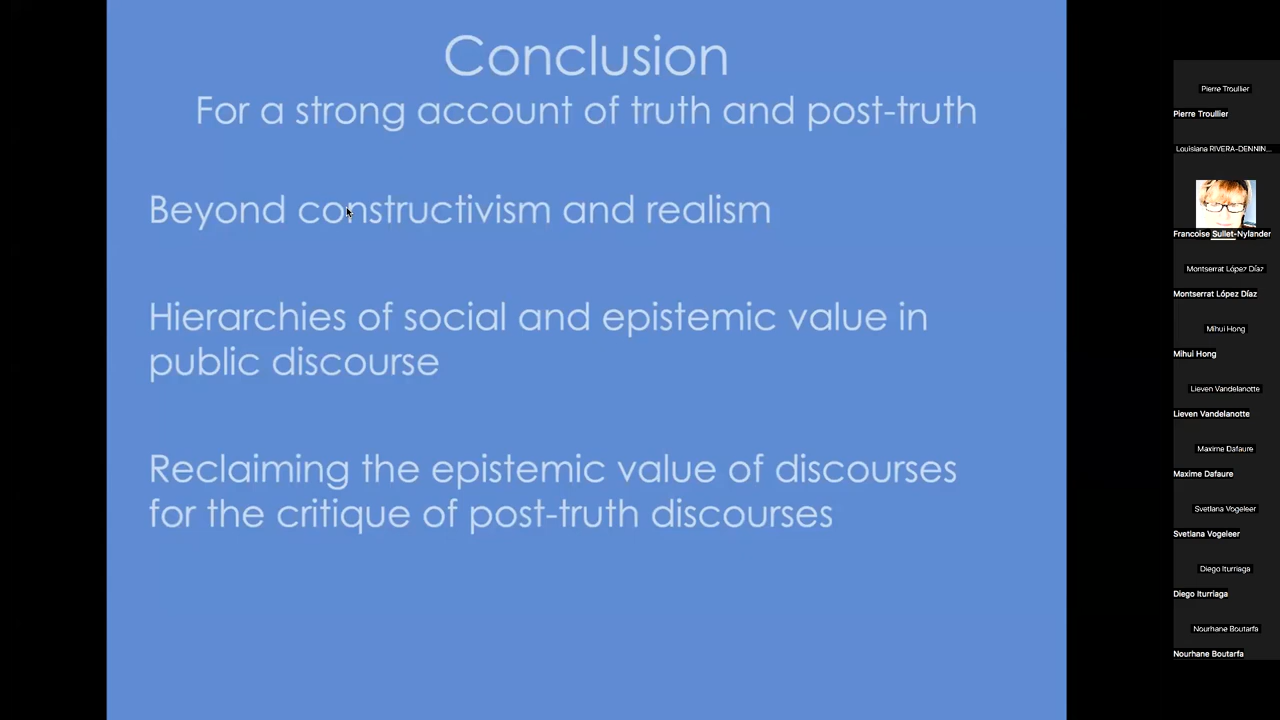 Conclusion
For a strong account of truth and post-truth
Beyond constructivism and realism
Hierarchies of social and epistemic value in
public discourse
Reclaiming the epistemic value of discourses
for the critique of post-truth discourses
Pierre Troullier
Pierre Troullier
Louisiana RIVERA-DENNIN...
Francoise Sullet-Nylander
Montserrat López Díaz
Montserrat López Díaz
Mihui Hong
Mihui Hong
Lieven Vandelanotte
Lieven Vandelanotte
Maxime Dafaure
Maxime Dafaure
Svetlana Vogeleer
Svetlana Vogeleer
Diego Iturriaga
Diego Iturriaga
Nourhane Boutarfa
Nourhane Boutarfa